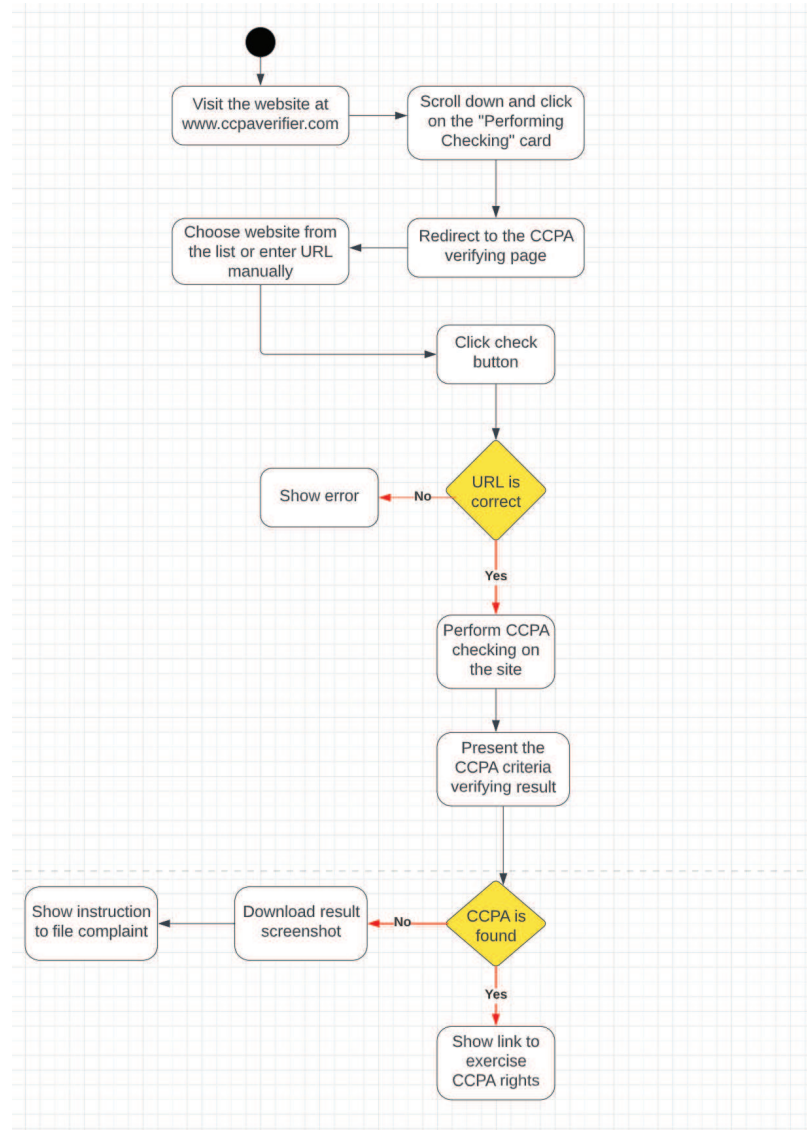 Visit the website at
www.ccpaverifier.com
Scroll down and click
on the "Performing
Checking" card
Choose website from
the list or enter URL
manually
Redirect to the CCPA
verifying page
Click check
button
URL is
correct
No
Show error
Yes
Perform CCPA
checking on
the site
Present the
CCPA criteria
verifying result
Show instruction
to file complaint
Download result
screenshot
No
CCPA is
found
Yes
Show link to
exercise
CCPA rights